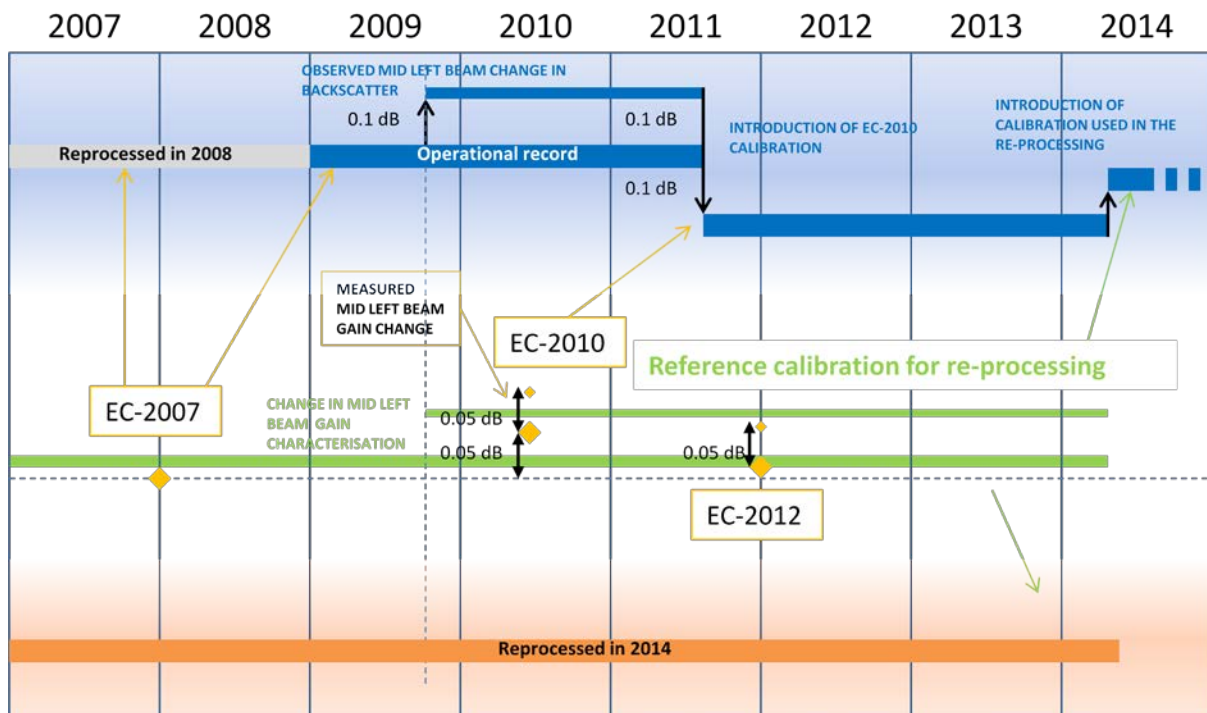 2007 2008 2009 2010 2011 2012 2013 2014
OBSERVED MID LEFT BEAM CHANGE IN
BACKSCATTER
0.1 dB
0.1 dB
INTRODUCTION OF EC-2010
CALIBRATION
INTRODUCTION OF
CALIBRATION USED IN THE
RE-PROCESSING
Reprocessed in 2008
Operational record
0.1 dB
MEASURED
MID LEFT BEAM
GAIN CHANGE
EC-2010
Reference calibration for re-processing
EC-2007
CHANGE IN MID LEFT
BEAM GAIN
CHARACTERISATION
0.05 dB
0.05 dB
0.05 dB
EC-2012
Reprocessed in 2014